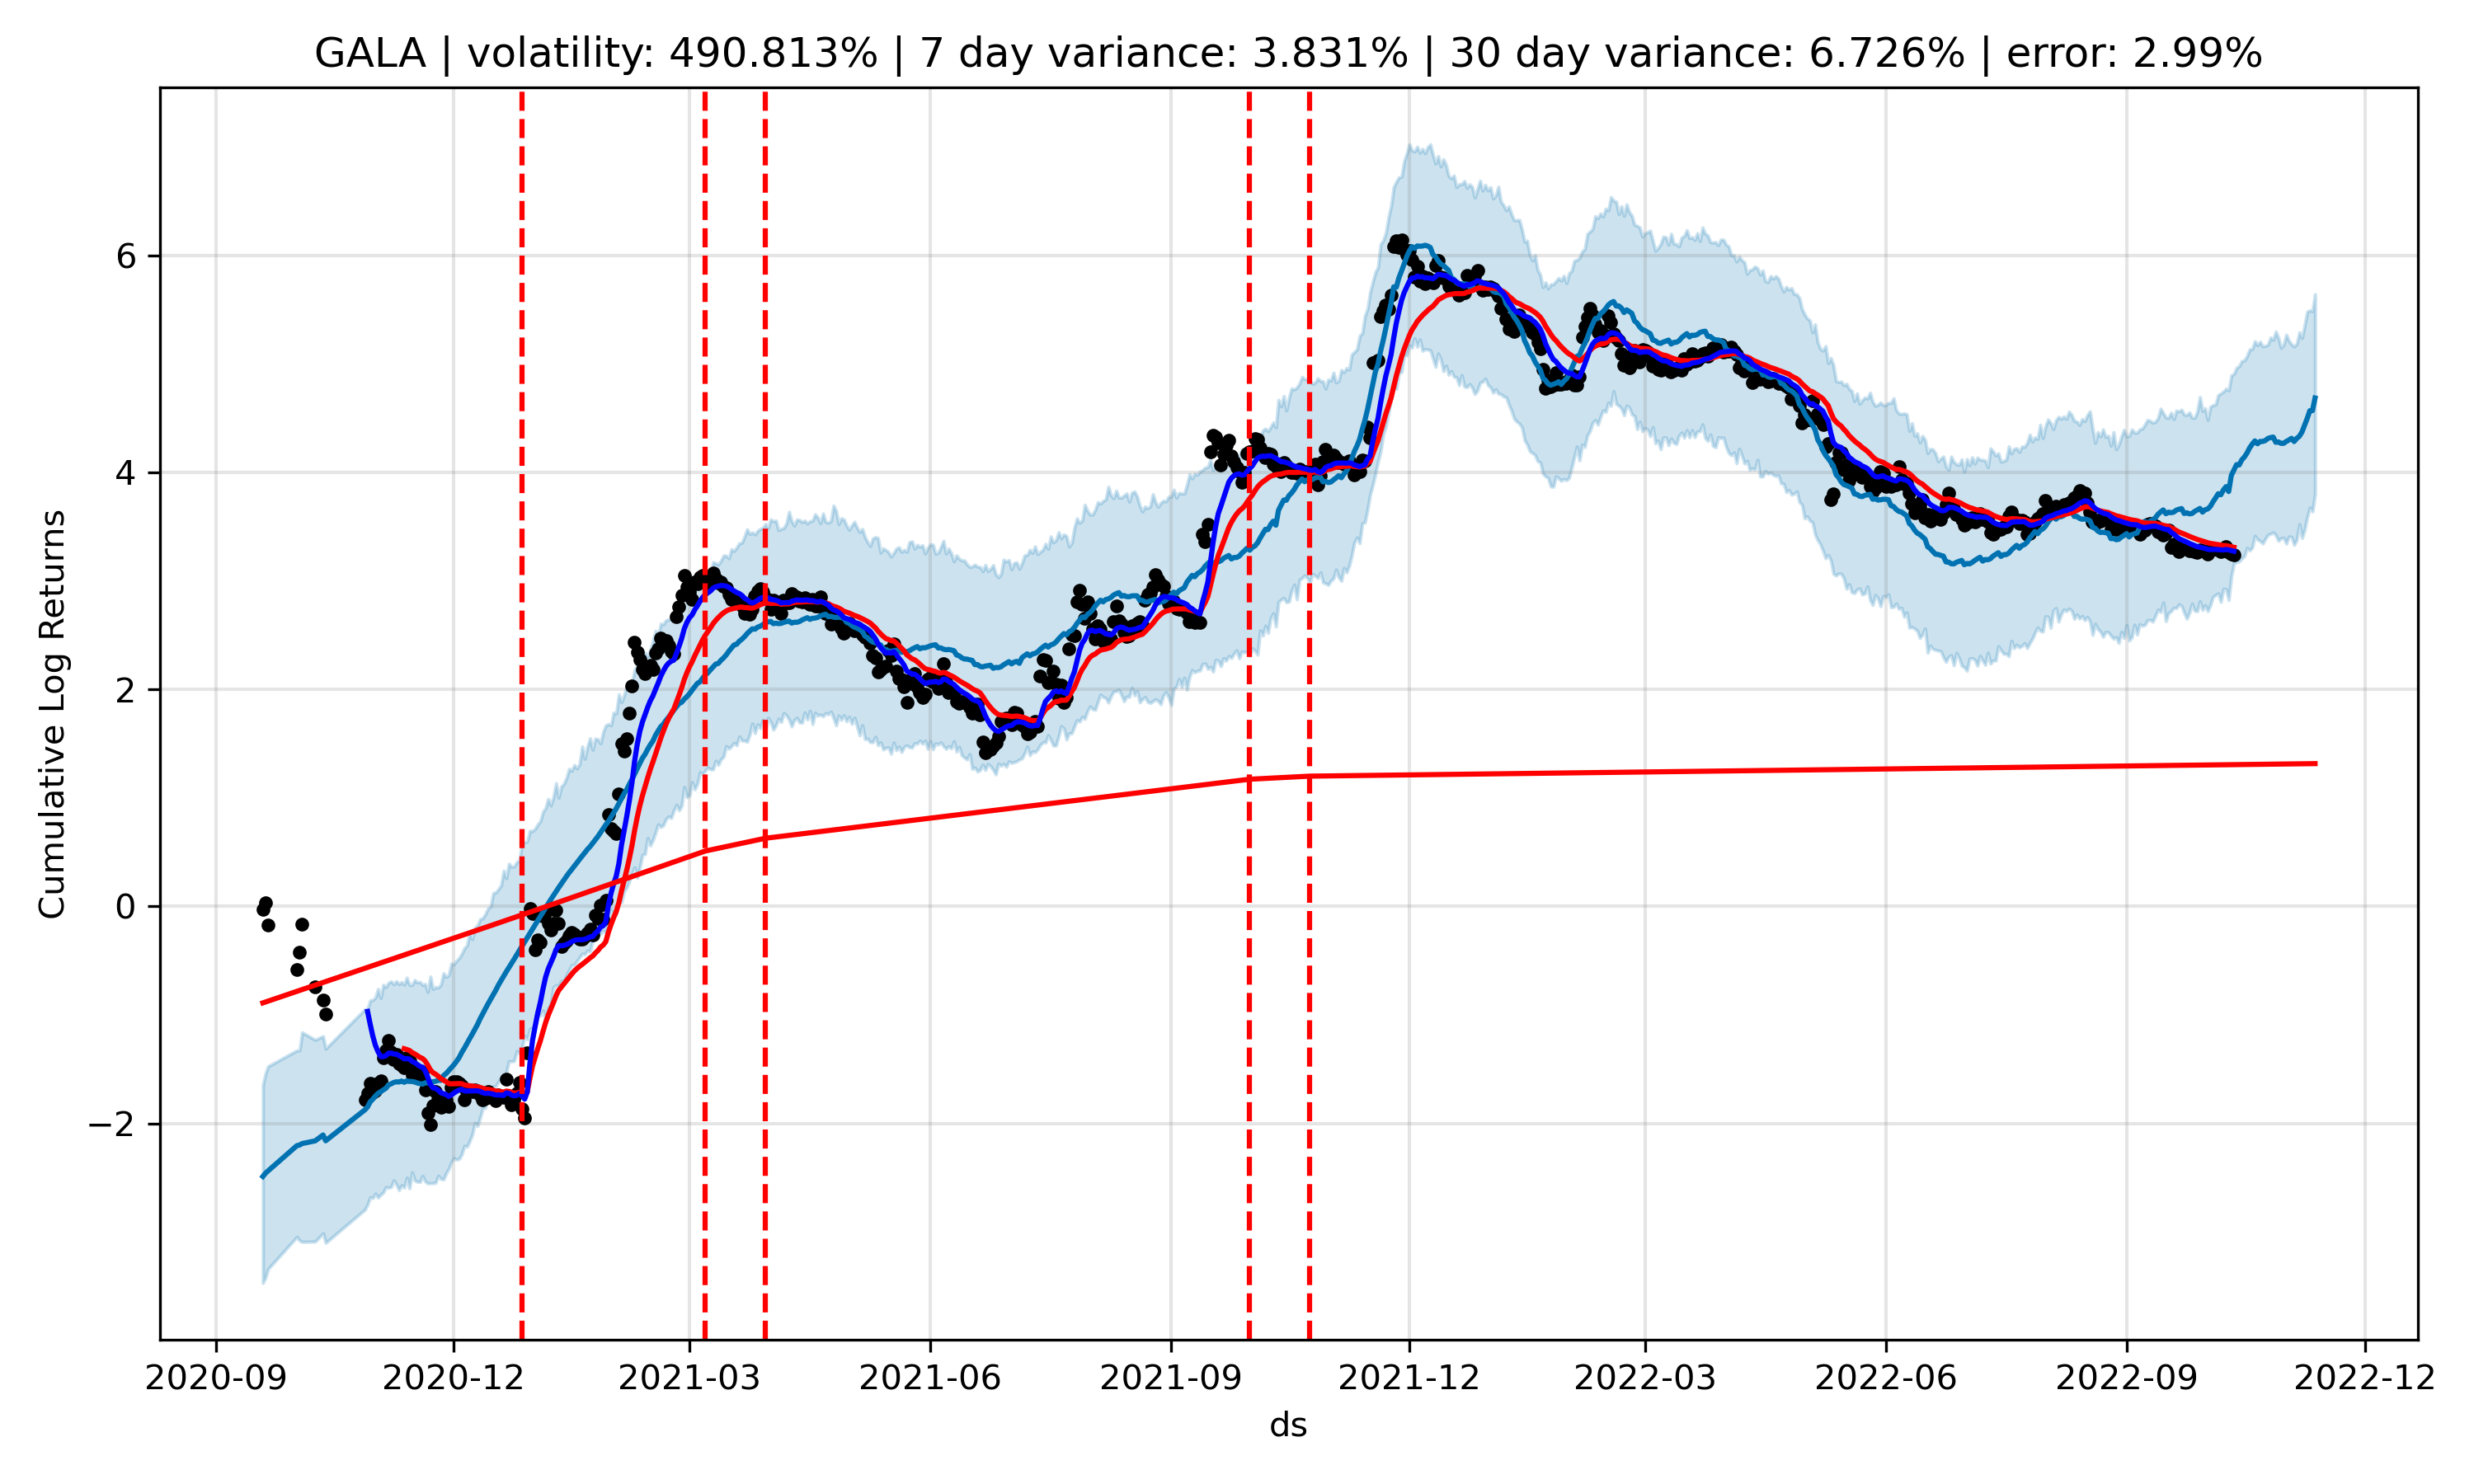 GALA | volatility: 490.813% | 7 day variance: 3.831% | 30 day variance: 6.726% | error: 2.99%
Cumulative Log Returns
6
4
2
0
−2
2020-09 2020-12 2021-03 2021-06 2021-09 2021-12 2022-03 2022-06 2022-09 2022-12
ds